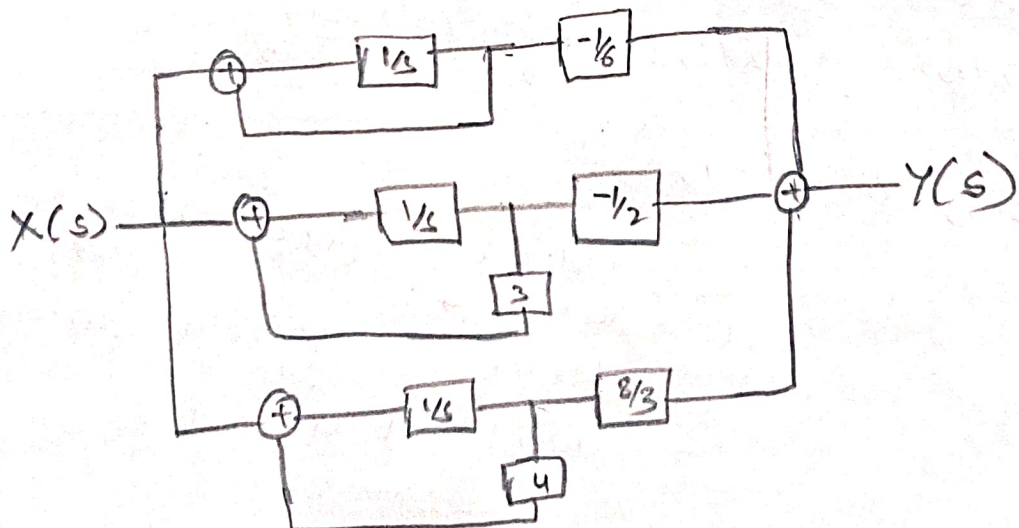 + 1/s -1/6
X(s) + 1/s -1/2 + Y(s)
3
+ 1/s 8/3
4